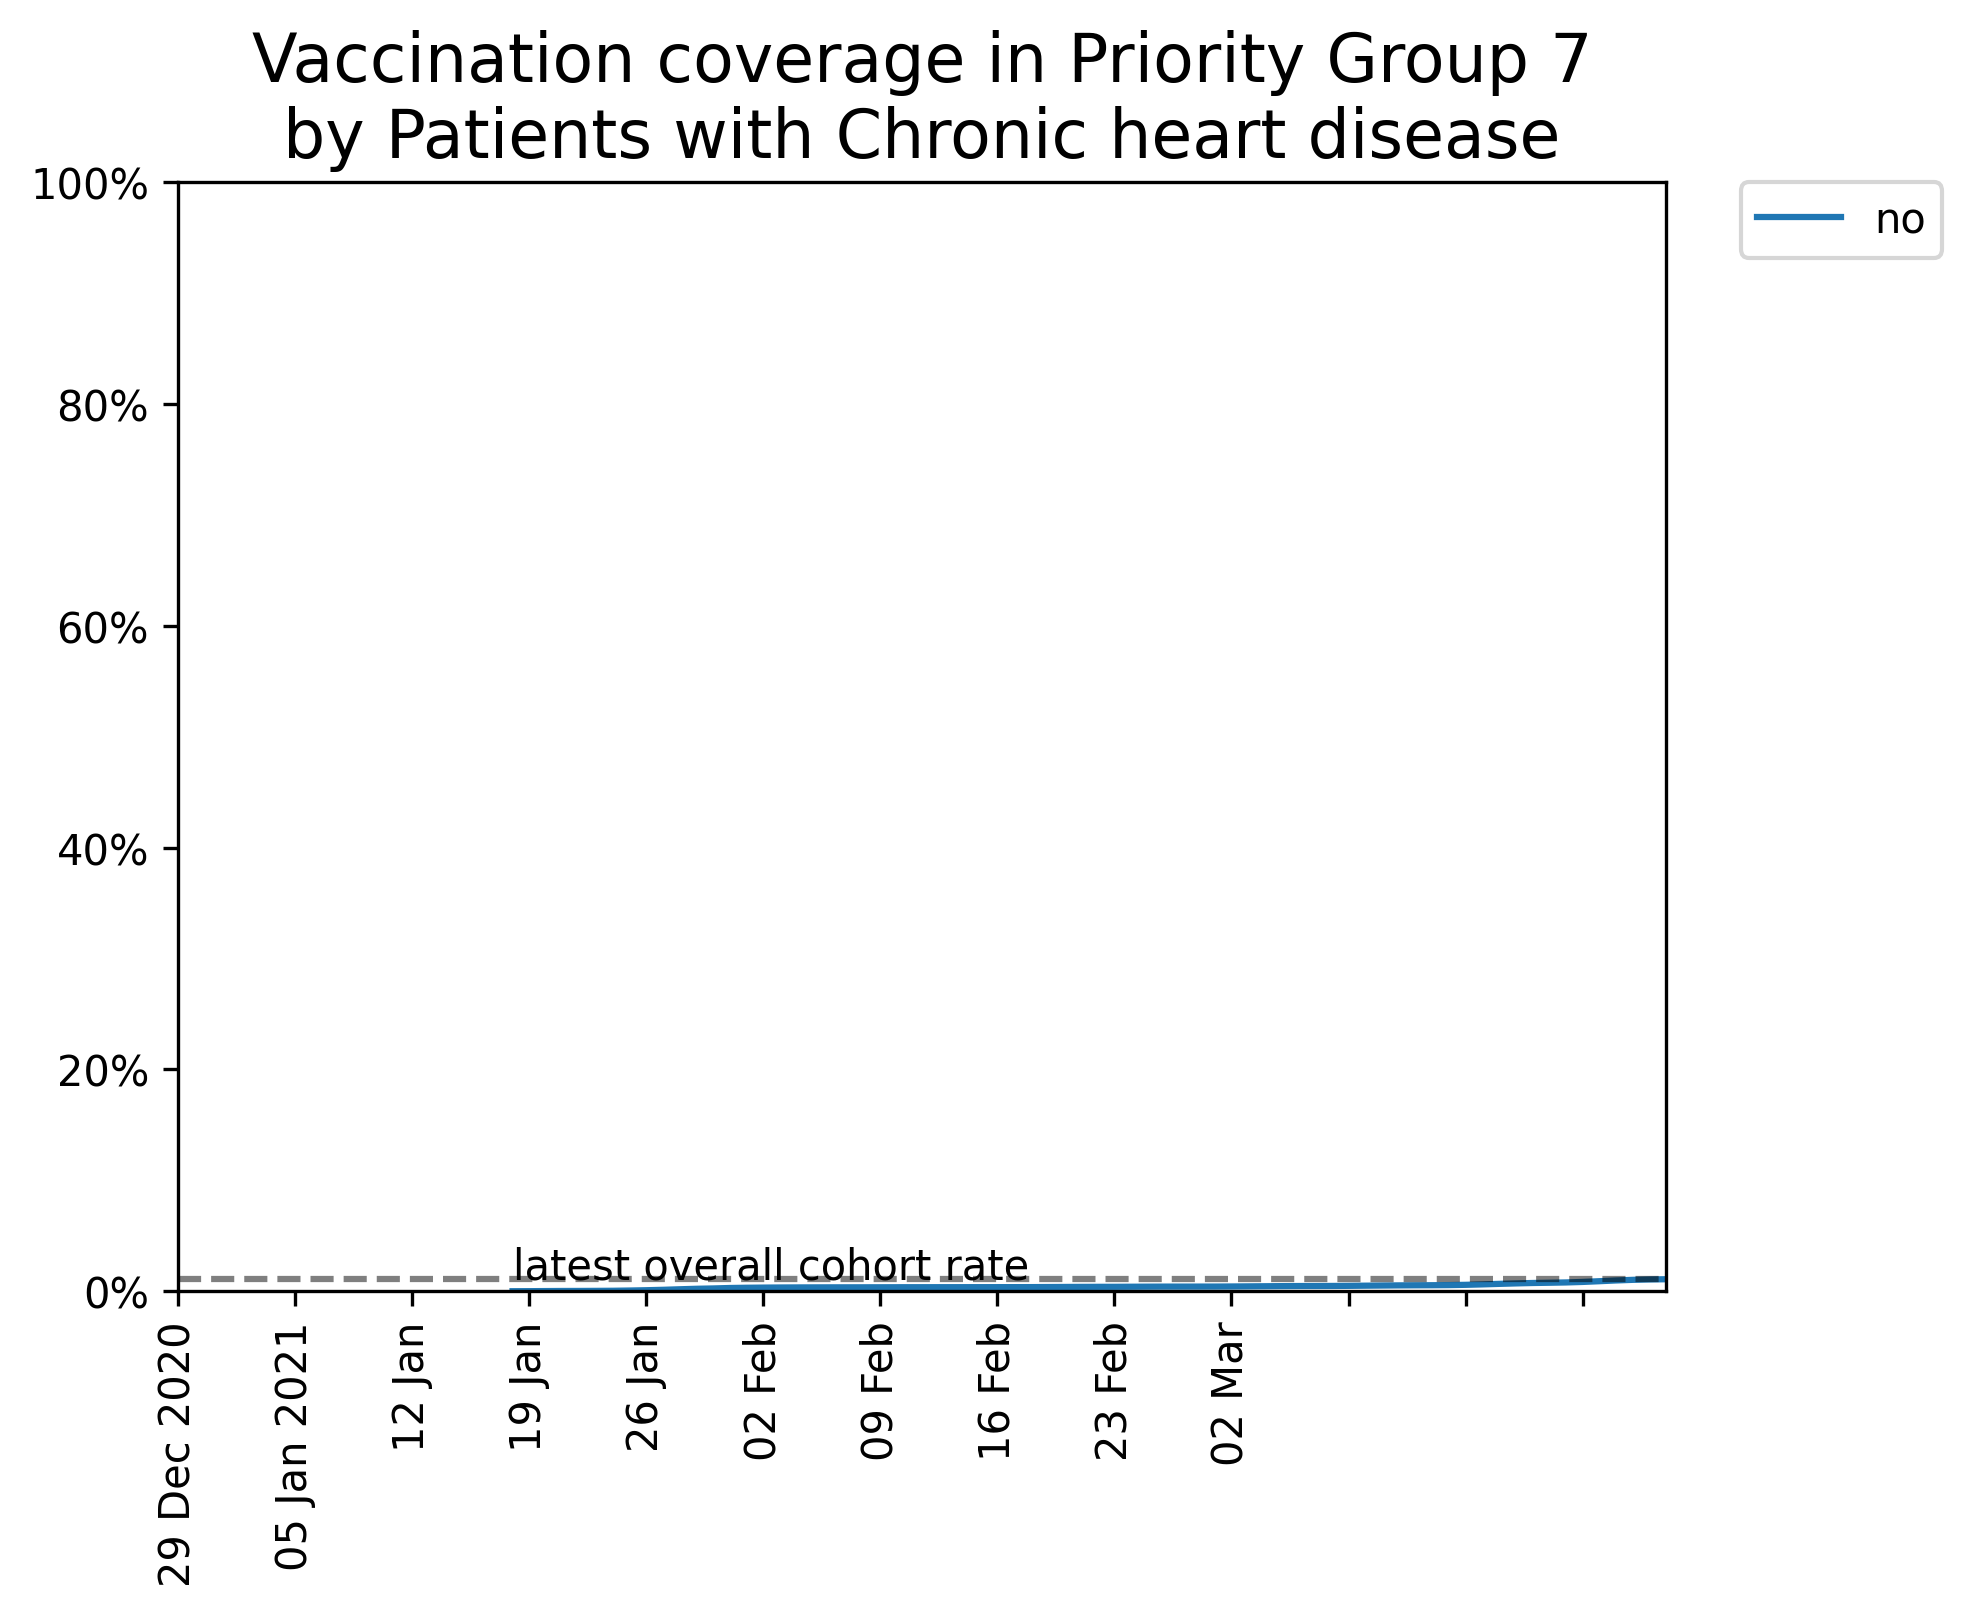 Vaccination coverage in Priority Group 7
by Patients with Chronic heart disease
100%
80%
60%
40%
20%
0%
no
latest overall cohort rate
29 Dec 2020
05 Jan 2021
12 Jan
19 Jan
26 Jan
02 Feb
09 Feb
16 Feb
23 Feb
02 Mar